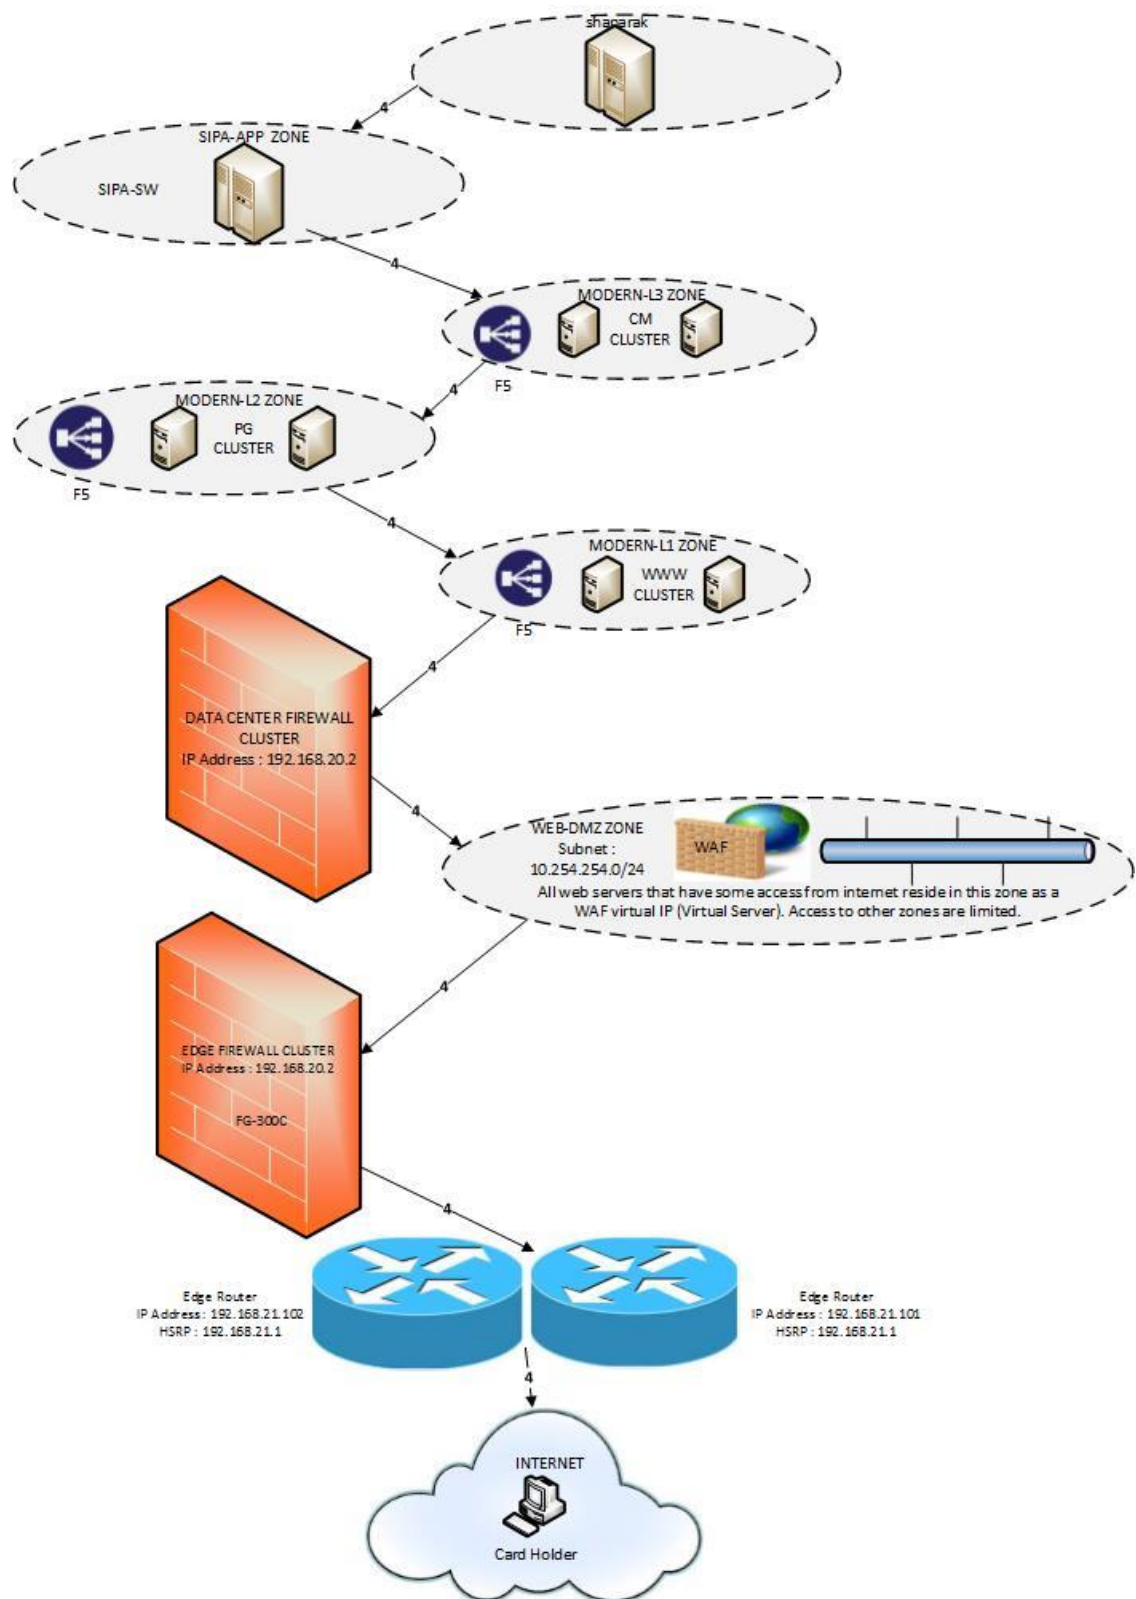 shaparak
4
SIPA-APP ZONE
SIPA-SW
4
MODERN-L3 ZONE
CM
CLUSTER
F5
4
MODERN-L2 ZONE
PG
CLUSTER
F5
4
MODERN-L1 ZONE
WWW
CLUSTER
F5
4
DATA CENTER FIREWALL
CLUSTER
IP Address : 192.168.20.2
4
WEB-DMZ ZONE
Subnet :
10.254.254.0/24
WAF
All web servers that have some access from internet reside in this zone as a
WAF virtual IP (Virtual Server). Access to other zones are limited.
4
EDGE FIREWALL CLUSTER
IP Address : 192.168.20.2
FG-300C
4
Edge Router
IP Address : 192.168.21.102
HSRP : 192.168.21.1
Edge Router
IP Address : 192.168.21.101
HSRP : 192.168.21.1
4
INTERNET
Card Holder